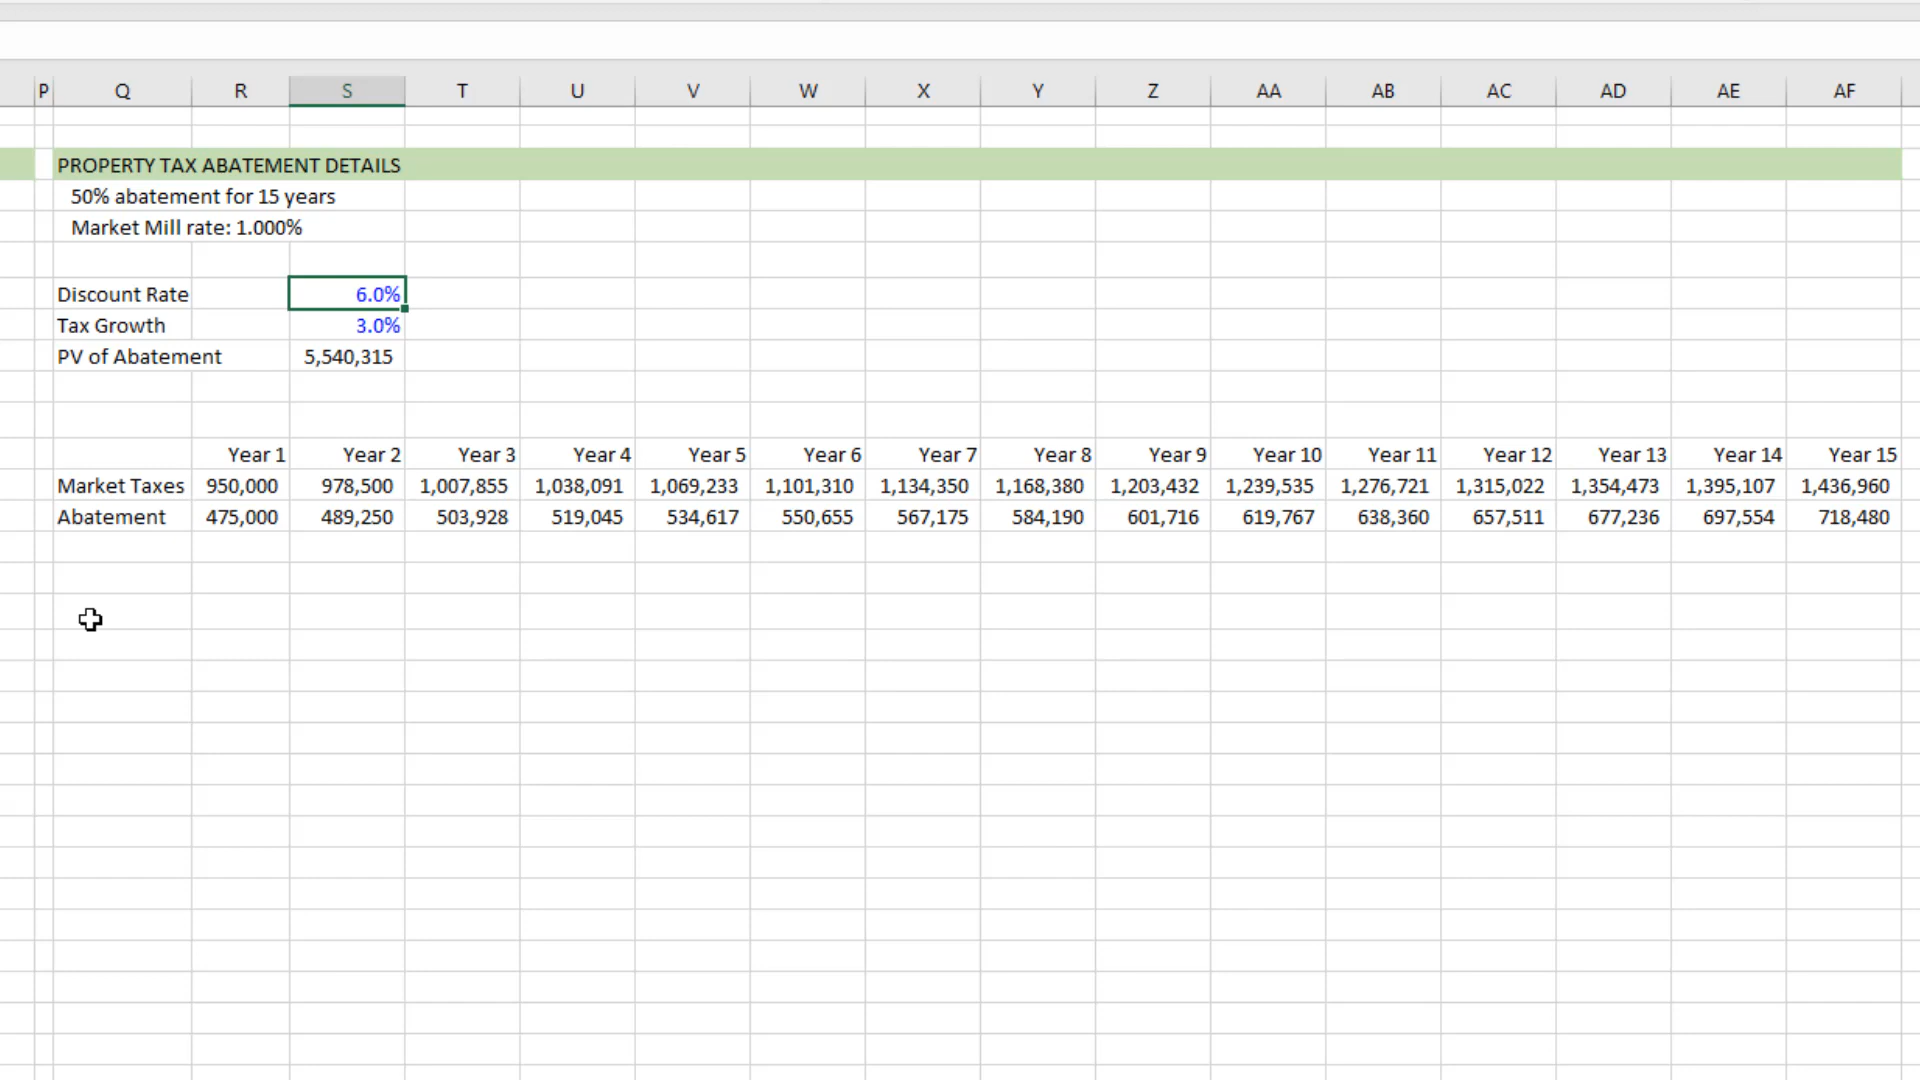 P Q R S T U V W X Y Z AA AB AC AD AE AF
PROPERTY TAX ABATEMENT DETAILS
50% abatement for 15 years
Market Mill rate: 1.000%
Discount Rate 6.0%
Tax Growth 3.0%
PV of Abatement 5,540,315
Year 1 Year 2 Year 3 Year 4 Year 5 Year 6 Year 7 Year 8 Year 9 Year 10 Year 11 Year 12 Year 13 Year 14 Year 15
Market Taxes 950,000 978,500 1,007,855 1,038,091 1,069,233 1,101,310 1,134,350 1,168,380 1,203,432 1,239,535 1,276,721 1,315,022 1,354,473 1,395,107 1,436,960
Abatement 475,000 489,250 503,928 519,045 534,617 550,655 567,175 584,190 601,716 619,767 638,360 657,511 677,236 697,554 718,480